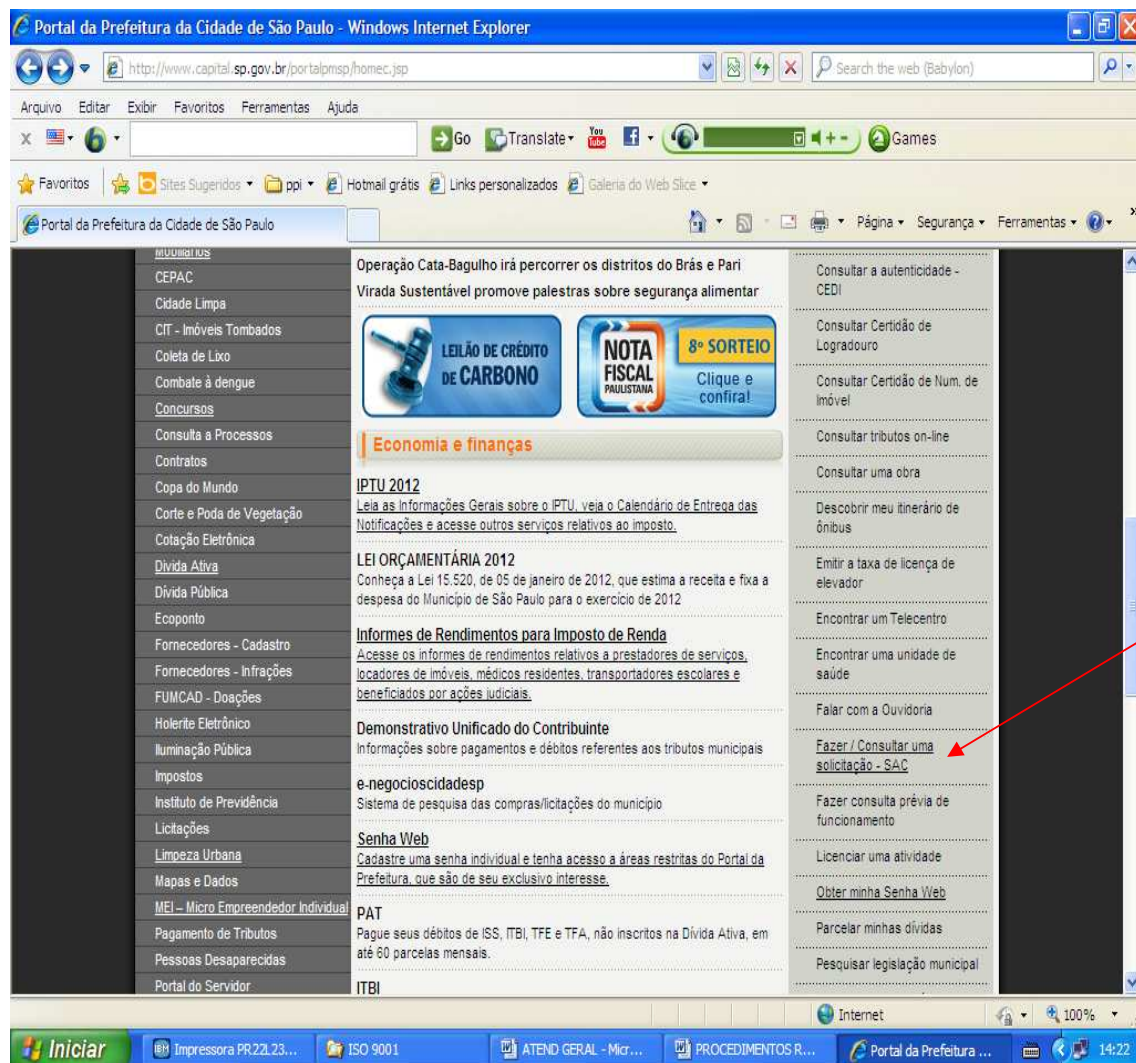 Portal da Prefeitura da Cidade de São Paulo - Windows Internet Explorer
http://www.capital.sp.gov.br/portalpmsp/homec.jsp
Search the web (Babylon)
Arquivo Editar Exibir Favoritos Ferramentas Ajuda
x Go Translate You Tube f Games
Favoritos Sites Sugeridos ppi Hotmail grátis Links personalizados Galeria do Web Slice
Portal da Prefeitura da Cidade de São Paulo
Página Segurança Ferramentas »
Mobiliários
CEPAC
Cidade Limpa
CIT - Imóveis Tombados
Coleta de Lixo
Combate à dengue
Concursos
Consulta a Processos
Contratos
Copa do Mundo
Corte e Poda de Vegetação
Cotação Eletrônica
Divida Ativa
Dívida Pública
Ecoponto
Fornecedores - Cadastro
Fornecedores - Infrações
FUMCAD - Doações
Holerite Eletrônico
Iluminação Pública
Impostos
Instituto de Previdência
Licitações
Limpeza Urbana
Mapas e Dados
MEI – Micro Empreendedor Individual
Pagamento de Tributos
Pessoas Desaparecidas
Portal do Servidor
Operação Cata-Bagulho irá percorrer os distritos do Brás e Pari
Virada Sustentável promove palestras sobre segurança alimentar
LEILÃO DE CRÉDITO
DE CARBONO
NOTA
FISCAL
PAULISTANA
8º SORTEIO
Clique e
confira!
Economia e finanças
IPTU 2012
Leia as Informações Gerais sobre o IPTU, veja o Calendário de Entrega das
Notificações e acesse outros serviços relativos ao imposto.
LEI ORÇAMENTÁRIA 2012
Conheça a Lei 15.520, de 05 de janeiro de 2012, que estima a receita e fixa a
despesa do Município de São Paulo para o exercício de 2012
Informes de Rendimentos para Imposto de Renda
Acesse os informes de rendimentos relativos a prestadores de serviços,
locadores de imóveis, médicos residentes, transportadores escolares e
beneficiados por ações judiciais.
Demonstrativo Unificado do Contribuinte
Informações sobre pagamentos e débitos referentes aos tributos municipais
e-negocioscidadesp
Sistema de pesquisa das compras/licitações do município
Senha Web
Cadastre uma senha individual e tenha acesso a áreas restritas do Portal da
Prefeitura, que são de seu exclusivo interesse.
PAT
Pague seus débitos de ISS, ITBI, TFE e TFA, não inscritos na Dívida Ativa, em
até 60 parcelas mensais.
ITBI
Consultar a autenticidade -
CEDI
Consultar Certidão de
Logradouro
Consultar Certidão de Num. de
Imóvel
Consultar tributos on-line
Consultar uma obra
Descobrir meu itinerário de
ônibus
Emitir a taxa de licença de
elevador
Encontrar um Telecentro
Encontrar uma unidade de
saúde
Falar com a Ouvidoria
Fazer / Consultar uma
solicitação - SAC
Fazer consulta prévia de
funcionamento
Licenciar uma atividade
Obter minha Senha Web
Parcelar minhas dívidas
Pesquisar legislação municipal
Internet 100%
Iniciar IBM Impressora PR22L23... ISO 9001 ATEND GERAL - Micr... PROCEDIMENTOS R... Portal da Prefeitura ... 14:22